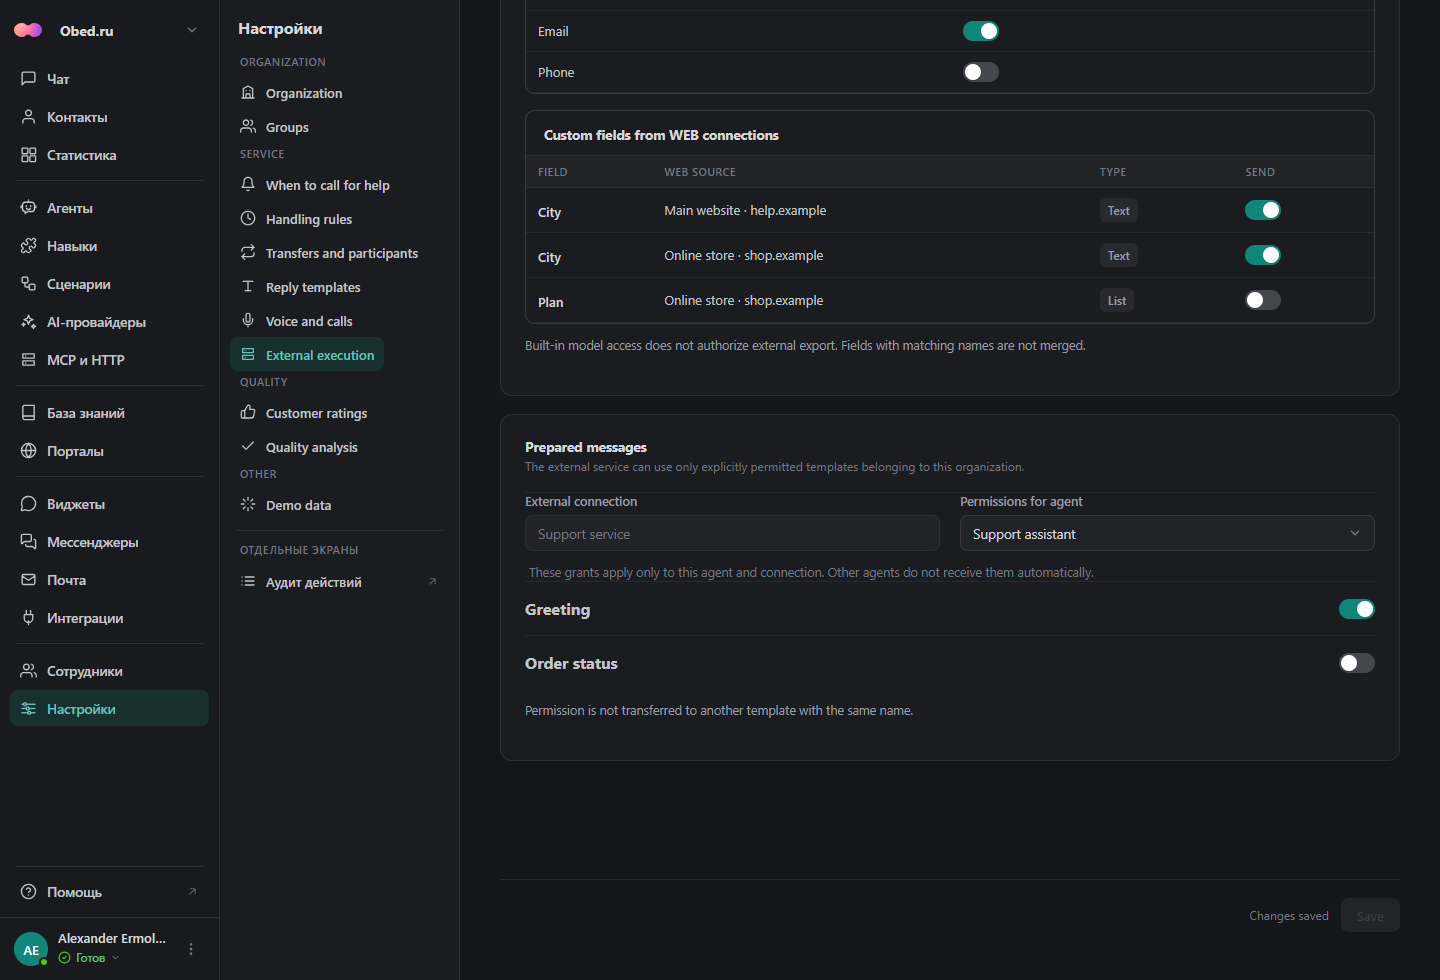 Obed.ru
Чат
Контакты
Статистика
Агенты
Навыки
Сценарии
AI-провайдеры
MCP и HTTP
База знаний
Порталы
Виджеты
Мессенджеры
Почта
Интеграции
Сотрудники
Настройки
Помощь
AE
Alexander Ermol...
Готов
Настройки
ORGANIZATION
Organization
Groups
SERVICE
When to call for help
Handling rules
Transfers and participants
Reply templates
Voice and calls
External execution
QUALITY
Customer ratings
Quality analysis
OTHER
Demo data
ОТДЕЛЬНЫЕ ЭКРАНЫ
Аудит действий
Email
Phone
Custom fields from WEB connections
FIELD WEB SOURCE TYPE SEND
City Main website · help.example Text
City Online store · shop.example Text
Plan Online store · shop.example List
Built-in model access does not authorize external export. Fields with matching names are not merged.
Prepared messages
The external service can use only explicitly permitted templates belonging to this organization.
External connection Permissions for agent
Support service Support assistant
These grants apply only to this agent and connection. Other agents do not receive them automatically.
Greeting
Order status
Permission is not transferred to another template with the same name.
Changes saved Save